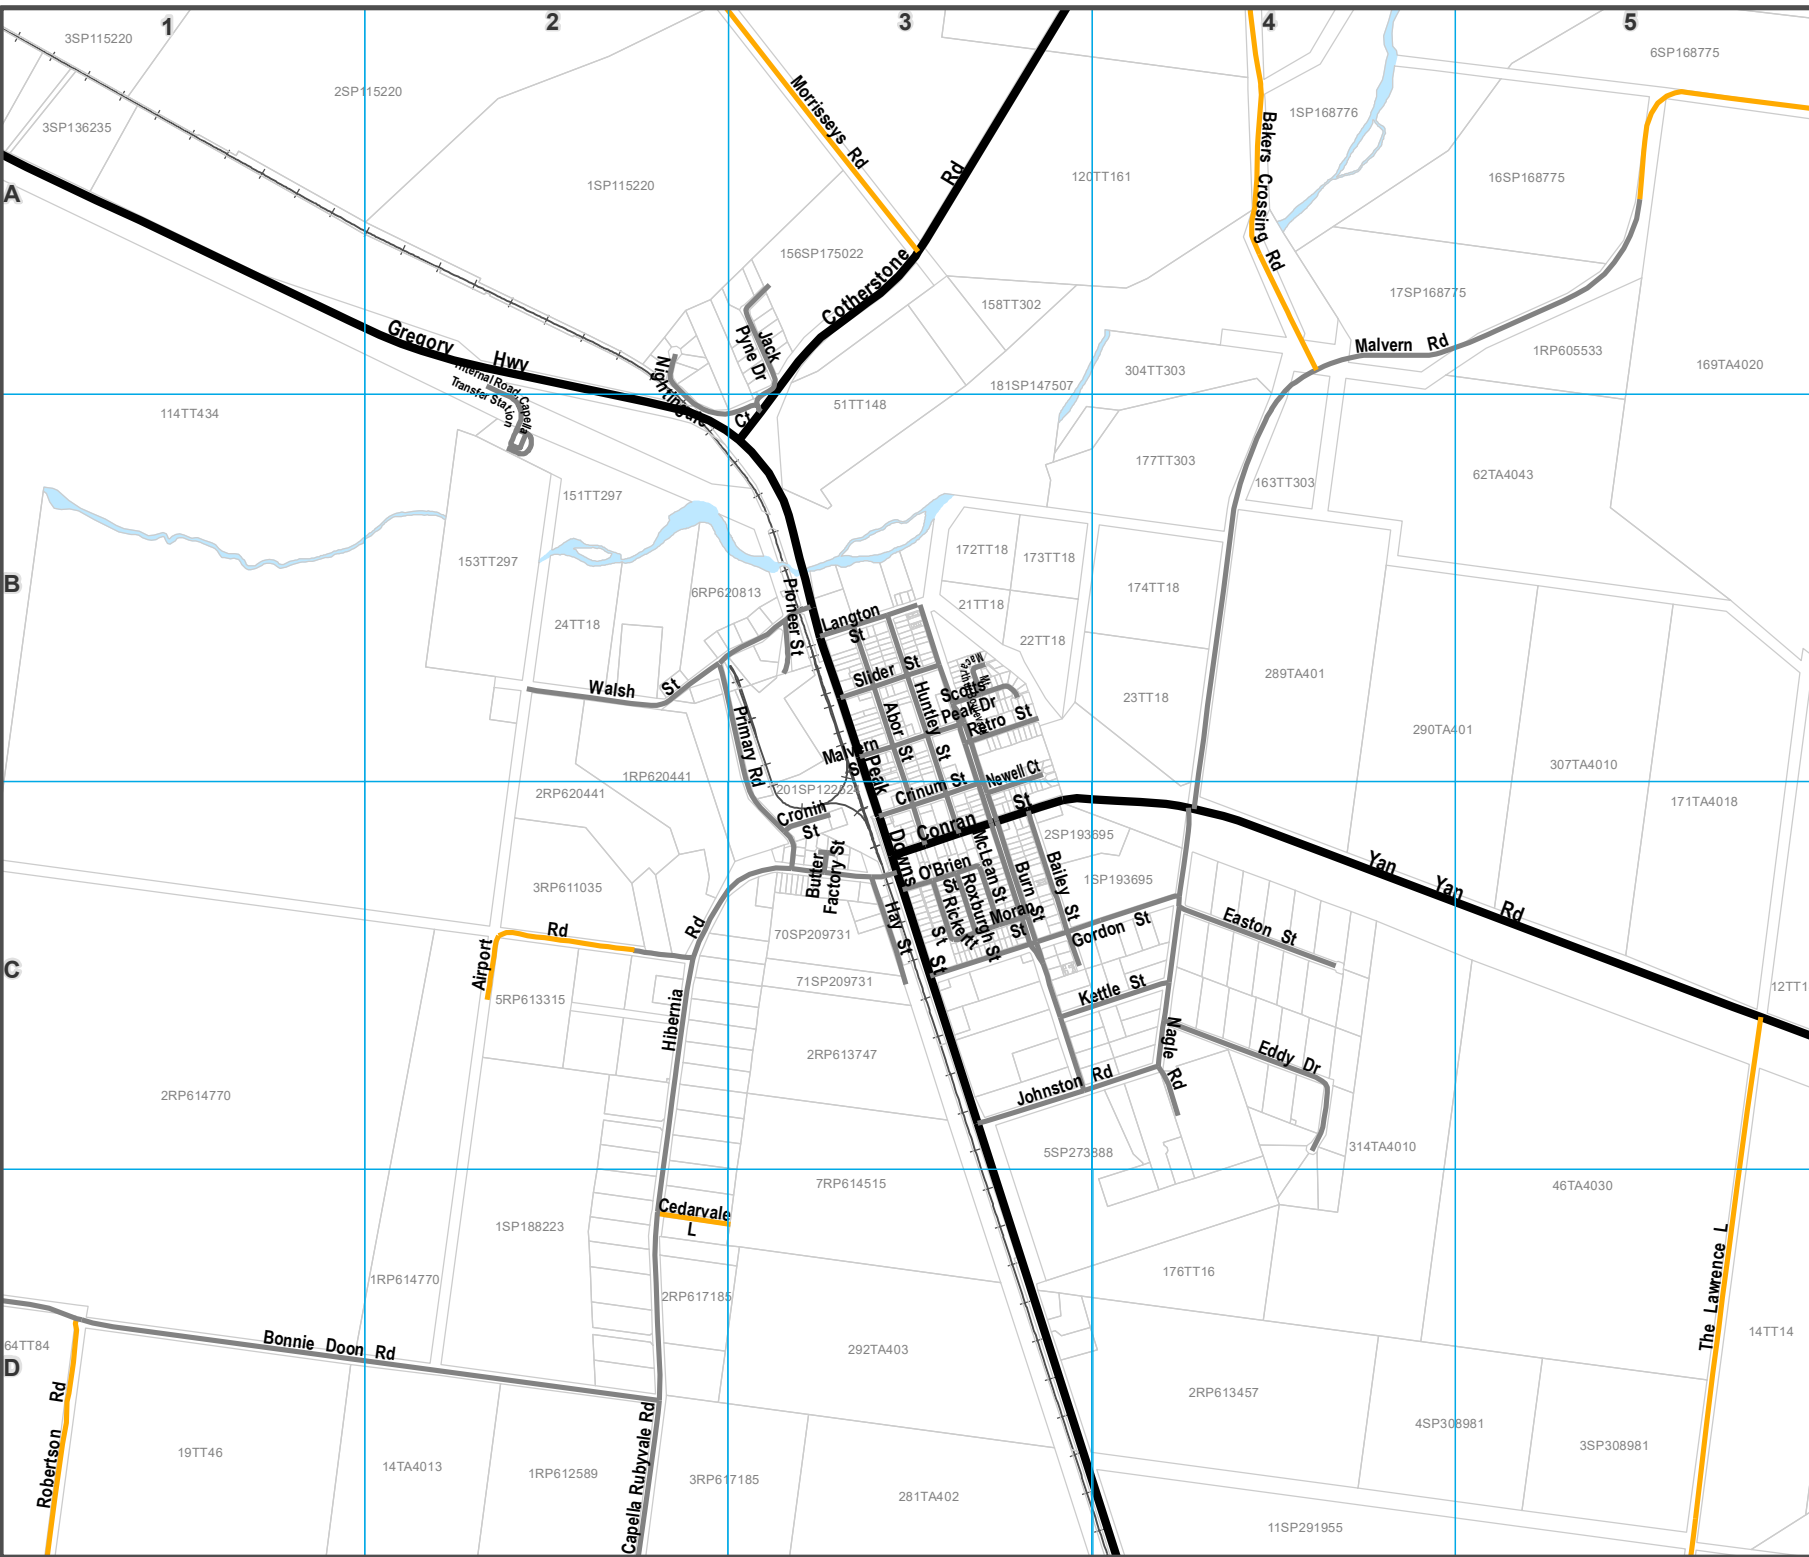 1
2
3
4
5
A
B
C
D
3SP115220
2SP115220
3SP136235
1SP115220
Morrisseys Rd
Cotherstone Rd
156SP175022
120TT161
158TT302
Bakers Crossing Rd
1SP168776
6SP168775
16SP168775
17SP168775
Malvern Rd
1RP605533
169TA4020
Gregory Hwy
Internal Road Capella
Transfer Station
Nightingale Ct
Jack
Pyne Dr
181SP147507
304TT303
51TT148
114TT434
177TT303
163TT303
62TA4043
151TT297
153TT297
172TT18
173TT18
174TT18
6RP620813
24TT18
21TT18
22TT18
23TT18
289TA401
290TA401
307TA4010
171TA4018
Pioneer St
Langton
St
Walsh St
Slider St
Huntley St
Abor St
Scotts
Peak Dr
Retro St
Primary Rd
Malvern
St
Newell Ct
Crinum St
1RP620441
2RP620441
Cronin
St
Peak Downs St
Conran St
2SP193695
1SP193695
Yan Yan Rd
3RP611035
Butter
Factory St
O'Brien
St
McLean St
Burn St
Bailey St
Roxburgh St
Rickertt St
Moran
St
Hay St
Gordon St
Easton St
Airport Rd
Hibernia Rd
70SP209731
71SP209731
5RP613315
Kettle St
12TT1
2RP613747
Nagle Rd
Eddy Dr
Johnston Rd
2RP614770
5SP273888
314TA4010
7RP614515
46TA4030
Cedarvale
L
1SP188223
176TT16
1RP614770
2RP617185
The Lawrence L
64TT84
Bonnie Doon Rd
292TA403
14TT14
Robertson Rd
2RP613457
4SP308981
3SP308981
19TT46
14TA4013
1RP612589
Capella Rubyvale Rd
3RP617185
281TA402
11SP291955